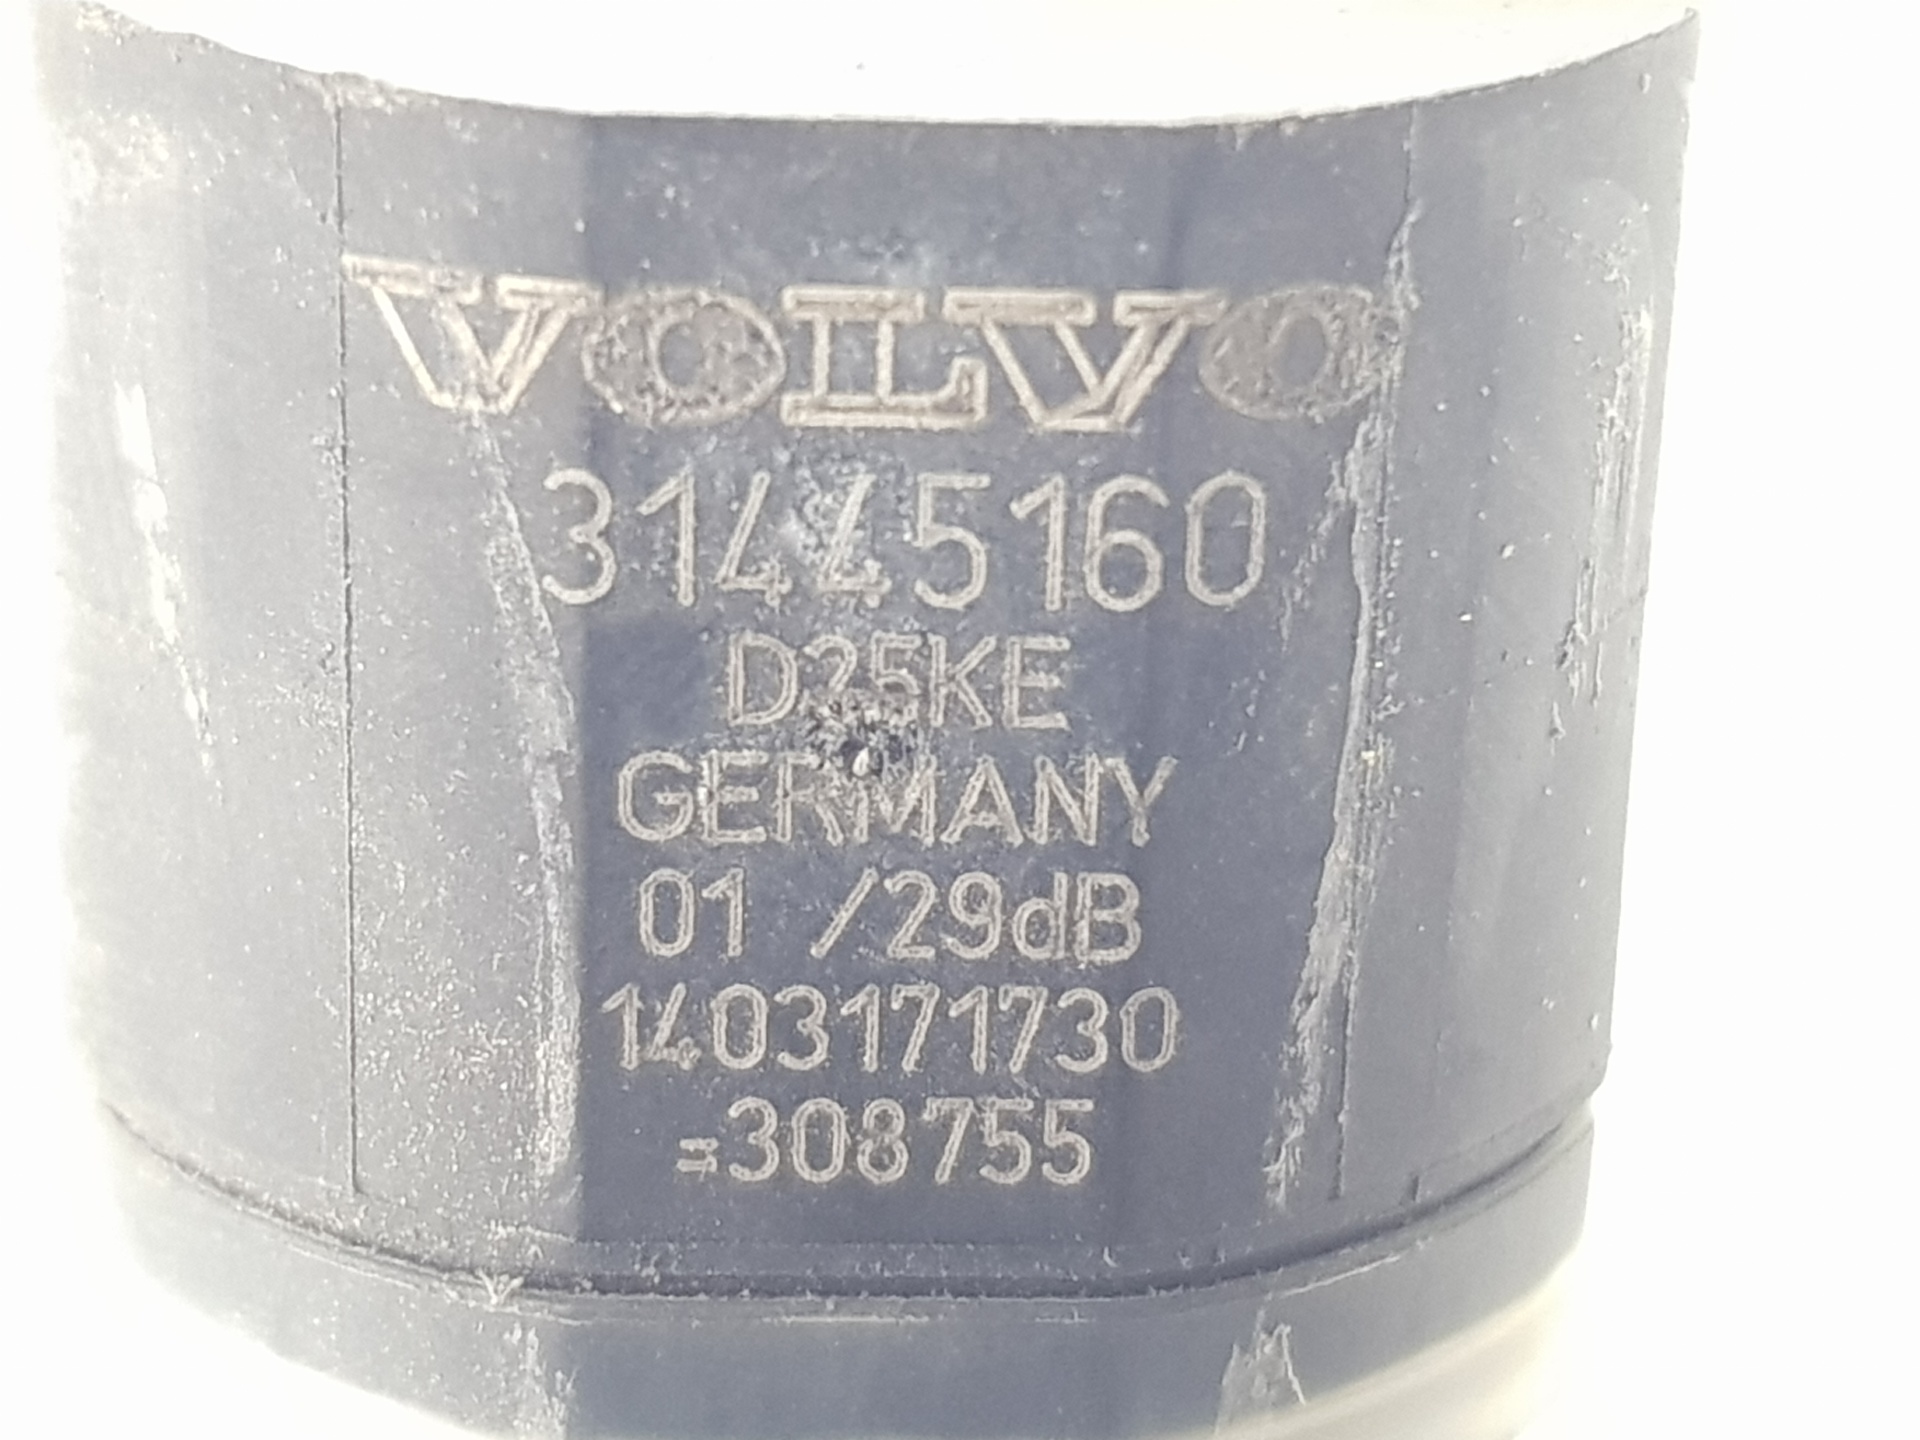 VOLVO
31445160
D25KE
GERMANY
01 /29dB
1403171730
=308755